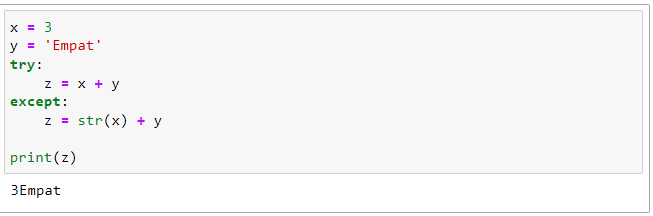 x = 3
y = 'Empat'
try:
    z = x + y
except:
    z = str(x) + y

print(z)
3Empat